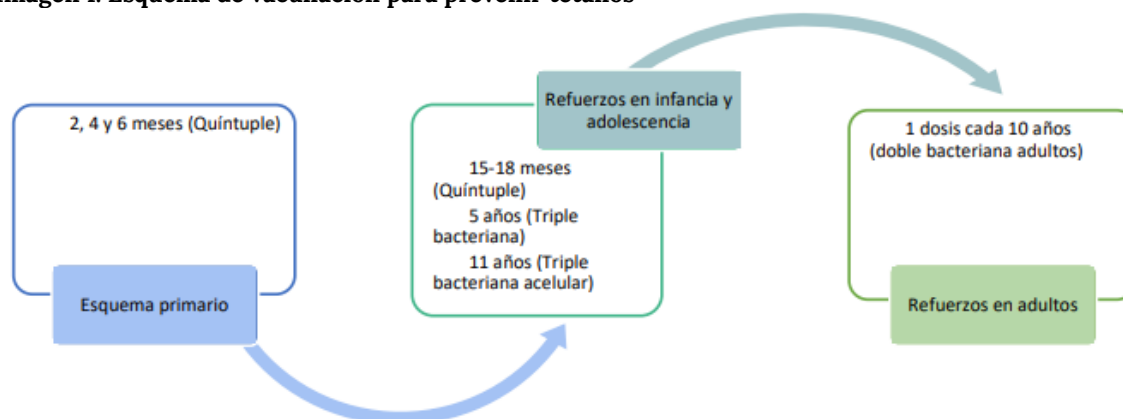 Imagen 1. Esquema de vacunación para prevenir tétanos
2, 4 y 6 meses (Quíntuple)
Esquema primario
Refuerzos en infancia y
adolescencia
15-18 meses
(Quíntuple)
5 años (Triple
bacteriana)
11 años (Triple
bacteriana acelular)
1 dosis cada 10 años
(doble bacteriana adultos)
Refuerzos en adultos